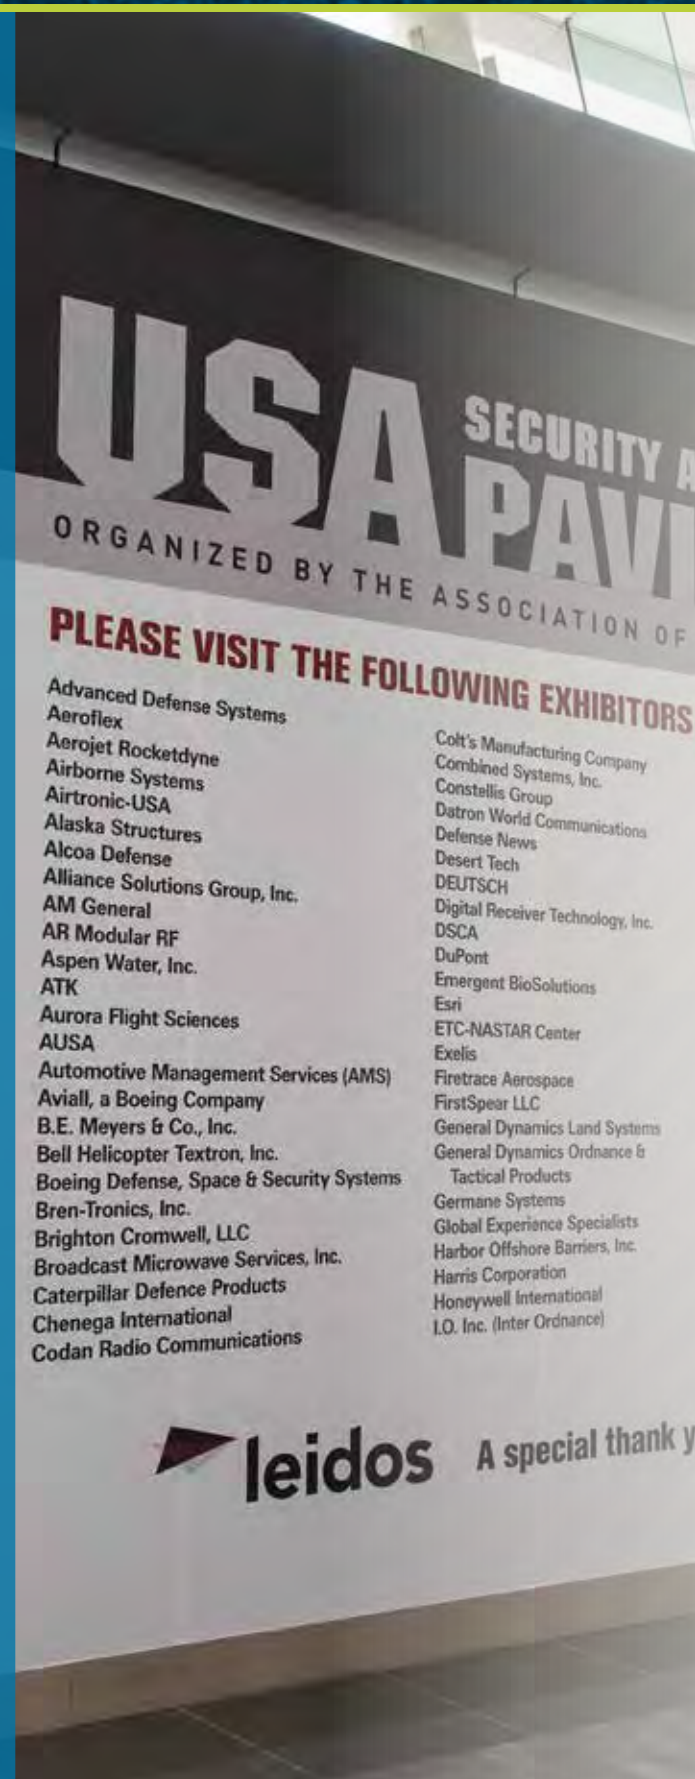 USA SECURITY A
PAVI
ORGANIZED BY THE ASSOCIATION OF
PLEASE VISIT THE FOLLOWING EXHIBITORS
Advanced Defense Systems
Aeroflex
Aerojet Rocketdyne
Airborne Systems
Airtronic-USA
Alaska Structures
Alcoa Defense
Alliance Solutions Group, Inc.
AM General
AR Modular RF
Aspen Water, Inc.
ATK
Aurora Flight Sciences
AUSA
Automotive Management Services (AMS)
Aviall, a Boeing Company
B.E. Meyers & Co., Inc.
Bell Helicopter Textron, Inc.
Boeing Defense, Space & Security Systems
Bren-Tronics, Inc.
Brighton Cromwell, LLC
Broadcast Microwave Services, Inc.
Caterpillar Defence Products
Chenega International
Codan Radio Communications
Colt's Manufacturing Company
Combined Systems, Inc.
Constellis Group
Datron World Communications
Defense News
Desert Tech
DEUTSCH
Digital Receiver Technology, Inc.
DSCA
DuPont
Emergent BioSolutions
Esri
ETC-NASTAR Center
Exelis
Firetrace Aerospace
FirstSpear LLC
General Dynamics Land Systems
General Dynamics Ordnance &
Tactical Products
Germane Systems
Global Experience Specialists
Harbor Offshore Barriers, Inc.
Harris Corporation
Honeywell International
I.O. Inc. (Inter Ordnance)
leidos A special thank y